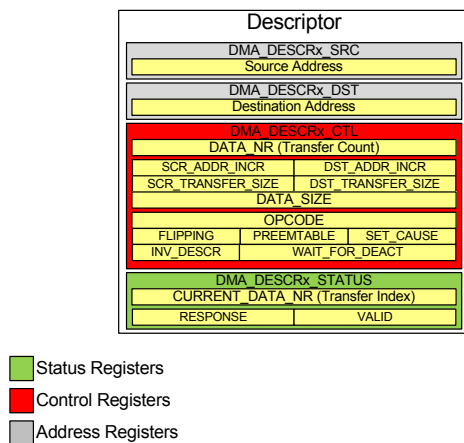 Descriptor
DMA_DESCRx_SRC
Source Address
DMA_DESCRx_DST
Destination Address
DMA_DESCRx_CTL
DATA_NR (Transfer Count)
SCR_ADDR_INCR DST_ADDR_INCR
SCR_TRANSFER_SIZE DST_TRANSFER_SIZE
DATA_SIZE
OPCODE
FLIPPING PREEMTABLE SET_CAUSE
INV_DESCR WAIT_FOR_DEACT
DMA_DESCRx_STATUS
CURRENT_DATA_NR (Transfer Index)
RESPONSE VALID
Status Registers
Control Registers
Address Registers